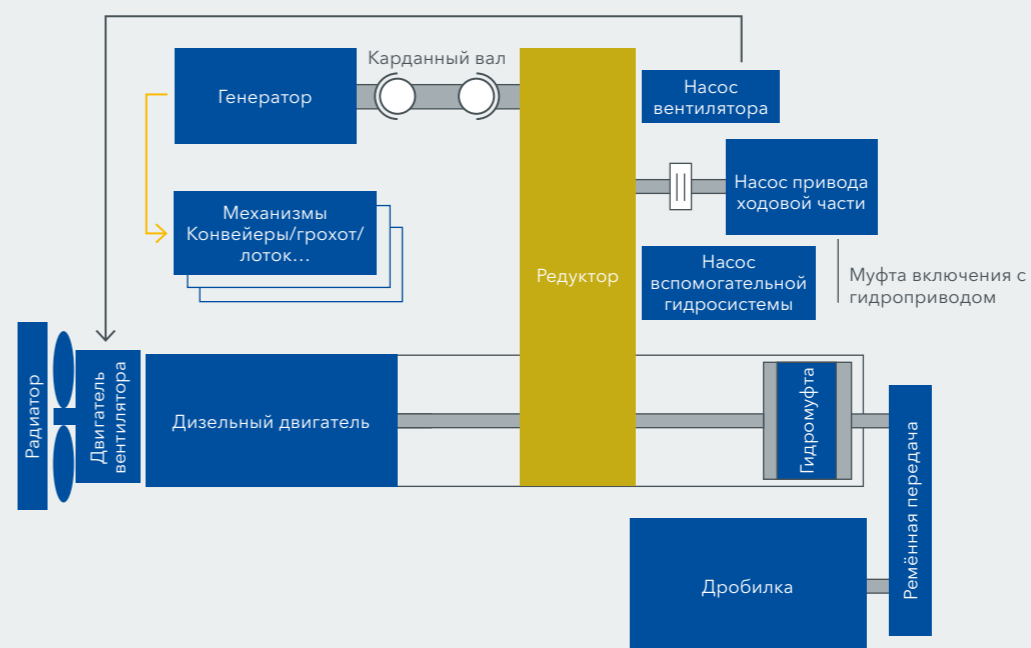 Карданный вал
Генератор
Насос
вентилятора
Насос привода
ходовой части
Механизмы
Конвейеры/грохот/
лоток…
Редуктор
Насос
вспомогательной
гидросистемы
Муфта включения с
гидроприводом
Радиатор
Двигатель
вентилятора
Дизельный двигатель
Гидромуфта
Ремённая передача
Дробилка